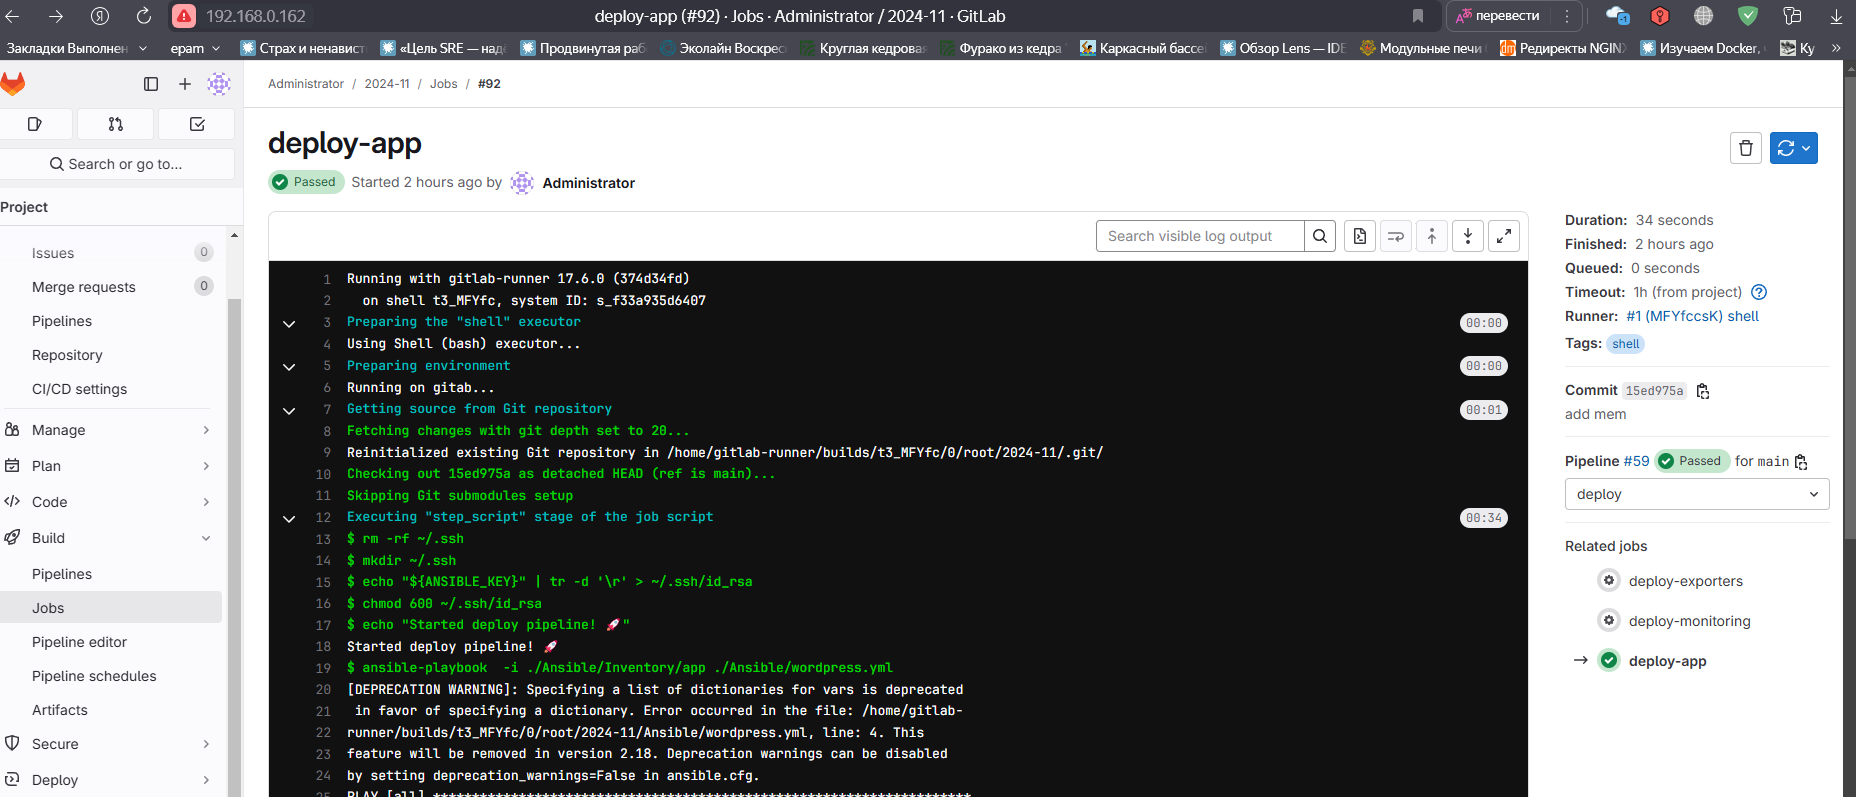 192.168.0.162
deploy-app (#92) · Jobs · Administrator / 2024-11 · GitLab
перевести
Закладки Выполнен
epam
Страх и ненавист
«Цель SRE — над
Продвинутая раб
Эколайн Воскрес
Круглая кедровая
Фурако из кедра
Каркасный бассе
Обзор Lens — IDE
Модульные печи
Редиректы NGINX
Изучаем Docker,
Ку
»
Administrator / 2024-11 / Jobs / #92
Search or go to...
Project
Issues 0
Merge requests 0
Pipelines
Repository
CI/CD settings
Manage
Plan
Code
Build
Pipelines
Jobs
Pipeline editor
Pipeline schedules
Artifacts
Secure
Deploy
deploy-app
Passed Started 2 hours ago by Administrator
Search visible log output
1 Running with gitlab-runner 17.6.0 (374d34fd)
2 on shell t3_MFYfc, system ID: s_f33a935d6407
3 Preparing the "shell" executor 00:00
4 Using Shell (bash) executor...
5 Preparing environment 00:00
6 Running on gitab...
7 Getting source from Git repository 00:01
8 Fetching changes with git depth set to 20...
9 Reinitialized existing Git repository in /home/gitlab-runner/builds/t3_MFYfc/0/root/2024-11/.git/
10 Checking out 15ed975a as detached HEAD (ref is main)...
11 Skipping Git submodules setup
12 Executing "step_script" stage of the job script 00:34
13 $ rm -rf ~/.ssh
14 $ mkdir ~/.ssh
15 $ echo "${ANSIBLE_KEY}" | tr -d '\r' > ~/.ssh/id_rsa
16 $ chmod 600 ~/.ssh/id_rsa
17 $ echo "Started deploy pipeline! 🚀"
18 Started deploy pipeline! 🚀
19 $ ansible-playbook  -i ./Ansible/Inventory/app ./Ansible/wordpress.yml
20 [DEPRECATION WARNING]: Specifying a list of dictionaries for vars is deprecated
21 in favor of specifying a dictionary. Error occurred in the file: /home/gitlab-
22 runner/builds/t3_MFYfc/0/root/2024-11/Ansible/wordpress.yml, line: 4. This
23 feature will be removed in version 2.18. Deprecation warnings can be disabled
24 by setting deprecation_warnings=False in ansible.cfg.
25 PLAY [all] *********************************************************************
Duration: 34 seconds
Finished: 2 hours ago
Queued: 0 seconds
Timeout: 1h (from project)
Runner: #1 (MFYfccsK) shell
Tags: shell
Commit 15ed975a
add mem
Pipeline #59 Passed for main
deploy
Related jobs
deploy-exporters
deploy-monitoring
deploy-app